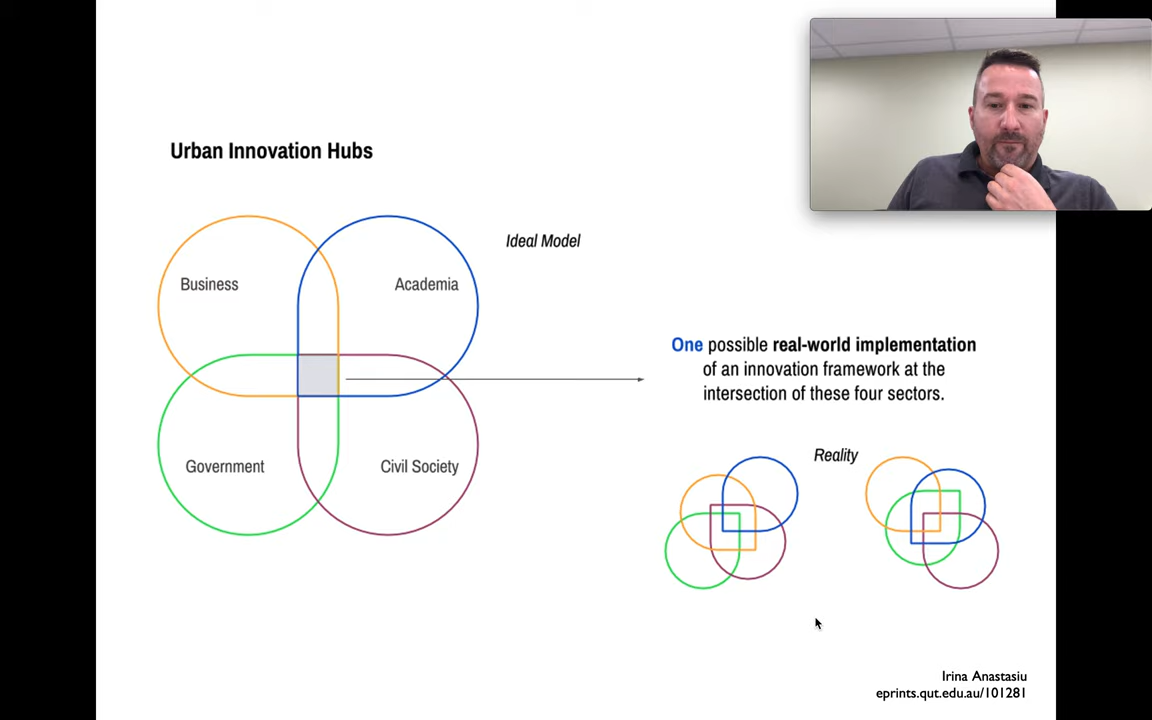 Urban Innovation Hubs
Ideal Model
Business
Academia
Government
Civil Society
One possible real-world implementation
of an innovation framework at the
intersection of these four sectors.
Reality
Irina Anastasiu
eprints.qut.edu.au/101281